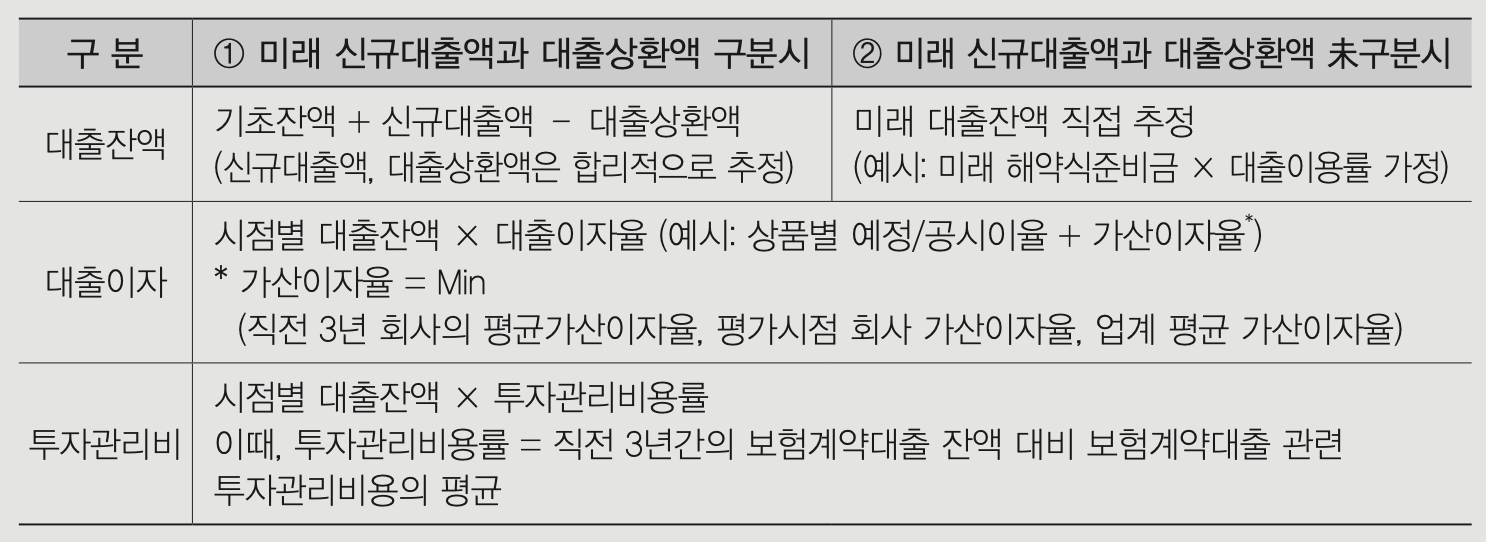 구 분
① 미래 신규대출액과 대출상환액 구분시
② 미래 신규대출액과 대출상환액 未구분시
대출잔액
기초잔액 + 신규대출액 − 대출상환액
(신규대출액, 대출상환액은 합리적으로 추정)
미래 대출잔액 직접 추정
(예시: 미래 해약식준비금 × 대출이용률 가정)
대출이자
시점별 대출잔액 × 대출이자율 (예시: 상품별 예정/공시이율 + 가산이자율*)
* 가산이자율 = Min
(직전 3년 회사의 평균가산이자율, 평가시점 회사 가산이자율, 업계 평균 가산이자율)
투자관리비
시점별 대출잔액 × 투자관리비용률
이때, 투자관리비용률 = 직전 3년간의 보험계약대출 잔액 대비 보험계약대출 관련
투자관리비용의 평균